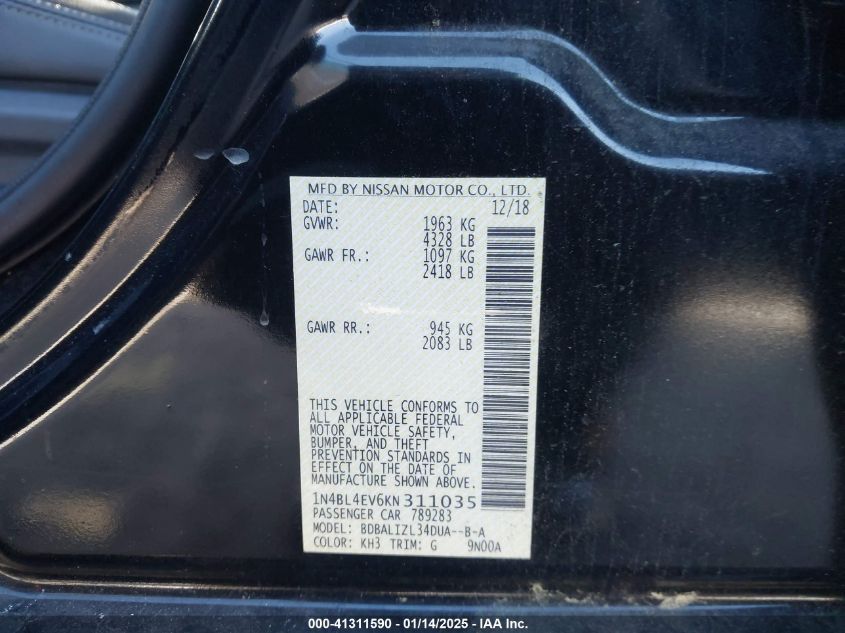 MFD BY NISSAN MOTOR CO., LTD.
DATE: 12/18
GVWR: 1963 KG
4328 LB
GAWR FR.: 1097 KG
2418 LB
GAWR RR.: 945 KG
2083 LB
THIS VEHICLE CONFORMS TO
ALL APPLICABLE FEDERAL
MOTOR VEHICLE SAFETY,
BUMPER, AND THEFT
PREVENTION STANDARDS IN
EFFECT ON THE DATE OF
MANUFACTURE SHOWN ABOVE.
1N4BL4EV6KN311035
PASSENGER CAR 789283
MODEL: BDBALIZL34DUA--B-A
COLOR: KH3 TRIM: G 9N00A
000-41311590 - 01/14/2025 - IAA Inc.